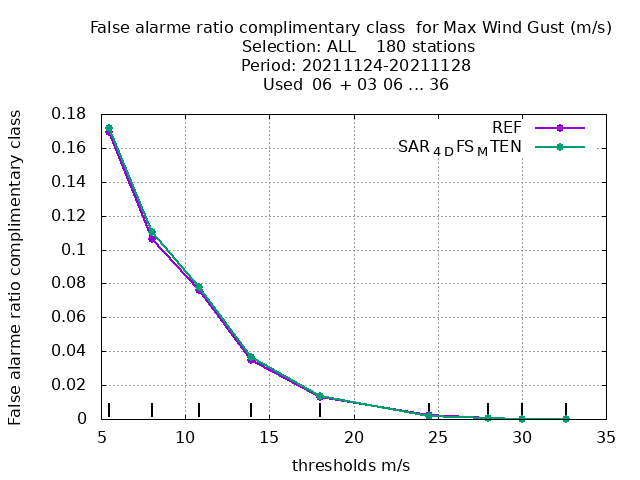 False alarme ratio complimentary class  for Max Wind Gust (m/s)
Selection: ALL    180 stations
Period: 20211124-20211128
Used  06  + 03 06 ... 36
False alarme ratio complimentary class
0.18
0.16
0.14
0.12
0.1
0.08
0.06
0.04
0.02
0
REF
SAR4DFSMTEN
5 10 15 20 25 30 35
thresholds m/s